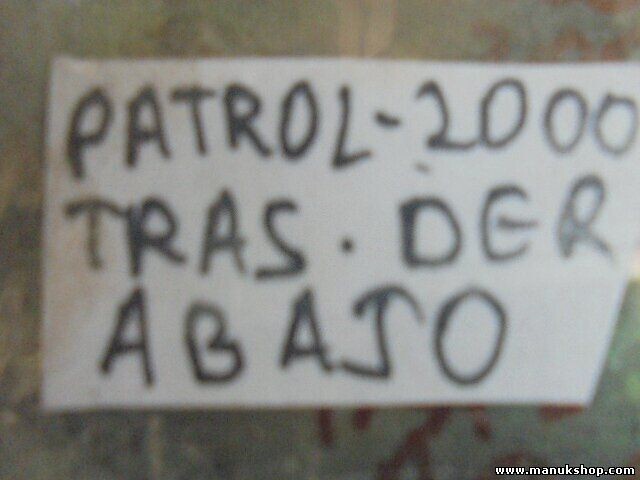 PATROL-2000
TRAS. DER
ABAJO
www.manukshop.com